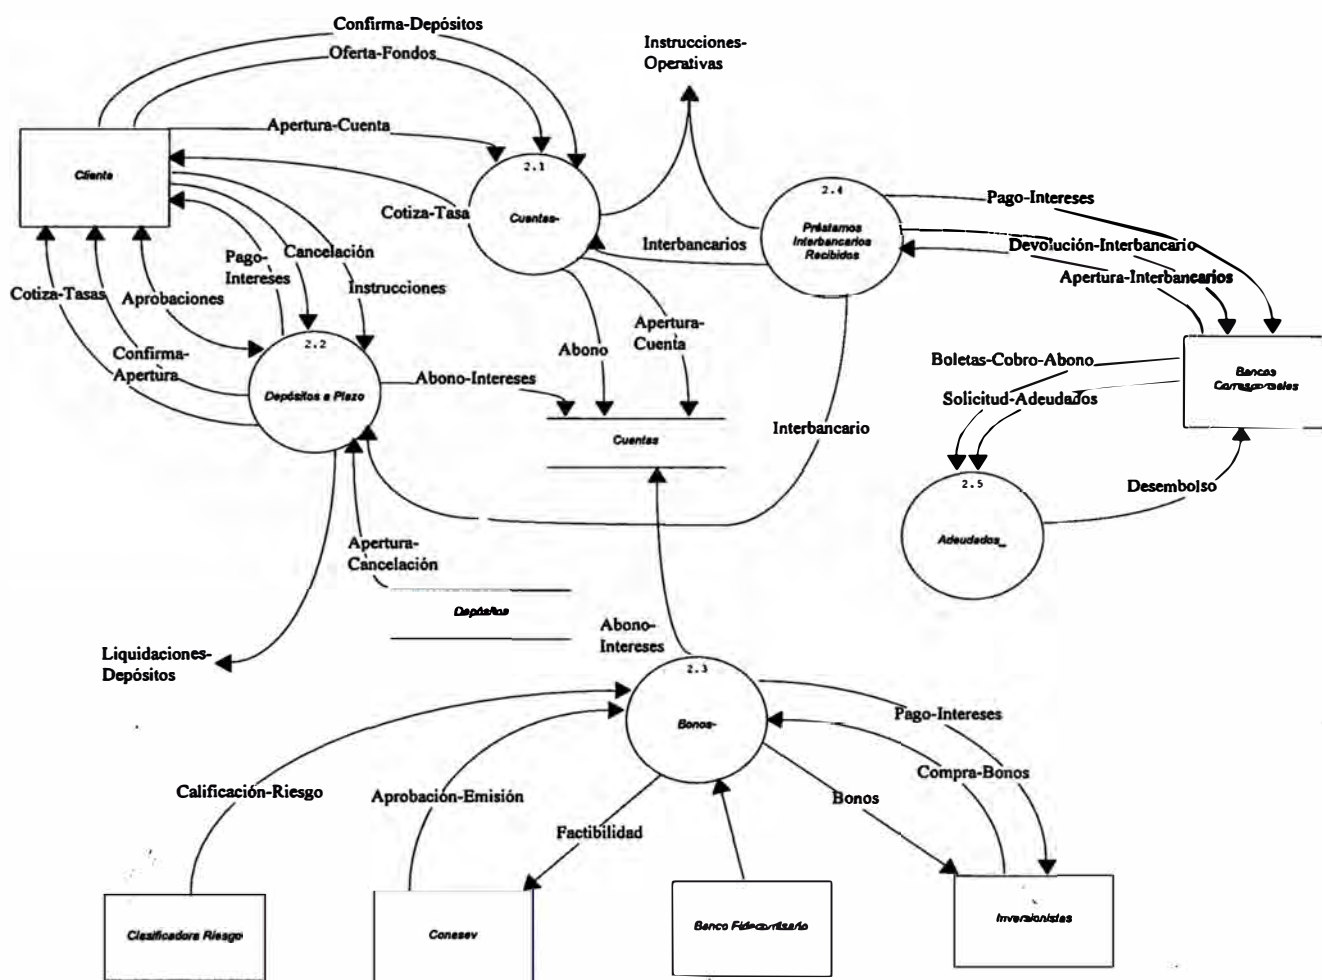 Confirma-Depósitos
Oferta-Fondos
Instrucciones-
Operativas
Apertura-Cuenta
Cliente
2.1
Cuentas-
Cotiza-Tasa
2.4
Préstamos
Interbancarios
Recibidos
Pago-Intereses
Interbancarios
Devolución-Interbancario
Apertura-Interbancarios
Cancelación
Pago-
Intereses
Instrucciones
Cotiza-Tasas
Aprobaciones
Confirma-
Apertura
2.2
Depósitos a Plazo
Abono-Intereses
Abono
Apertura-
Cuenta
Cuentas
Interbancario
Boletas-Cobro-Abono
Solicitud-Adeudados
Bancos
Corresponsales
2.5
Adeudados_
Desembolso
Apertura-
Cancelación
Depósitos
Liquidaciones-
Depósitos
Abono-
Intereses
2.3
Bonos-
Pago-Intereses
Compra-Bonos
Bonos
Calificación-Riesgo
Aprobación-Emisión
Factibilidad
Clasificadora Riesgo
Conasev
Banco Fideicomisario
Inversionistas